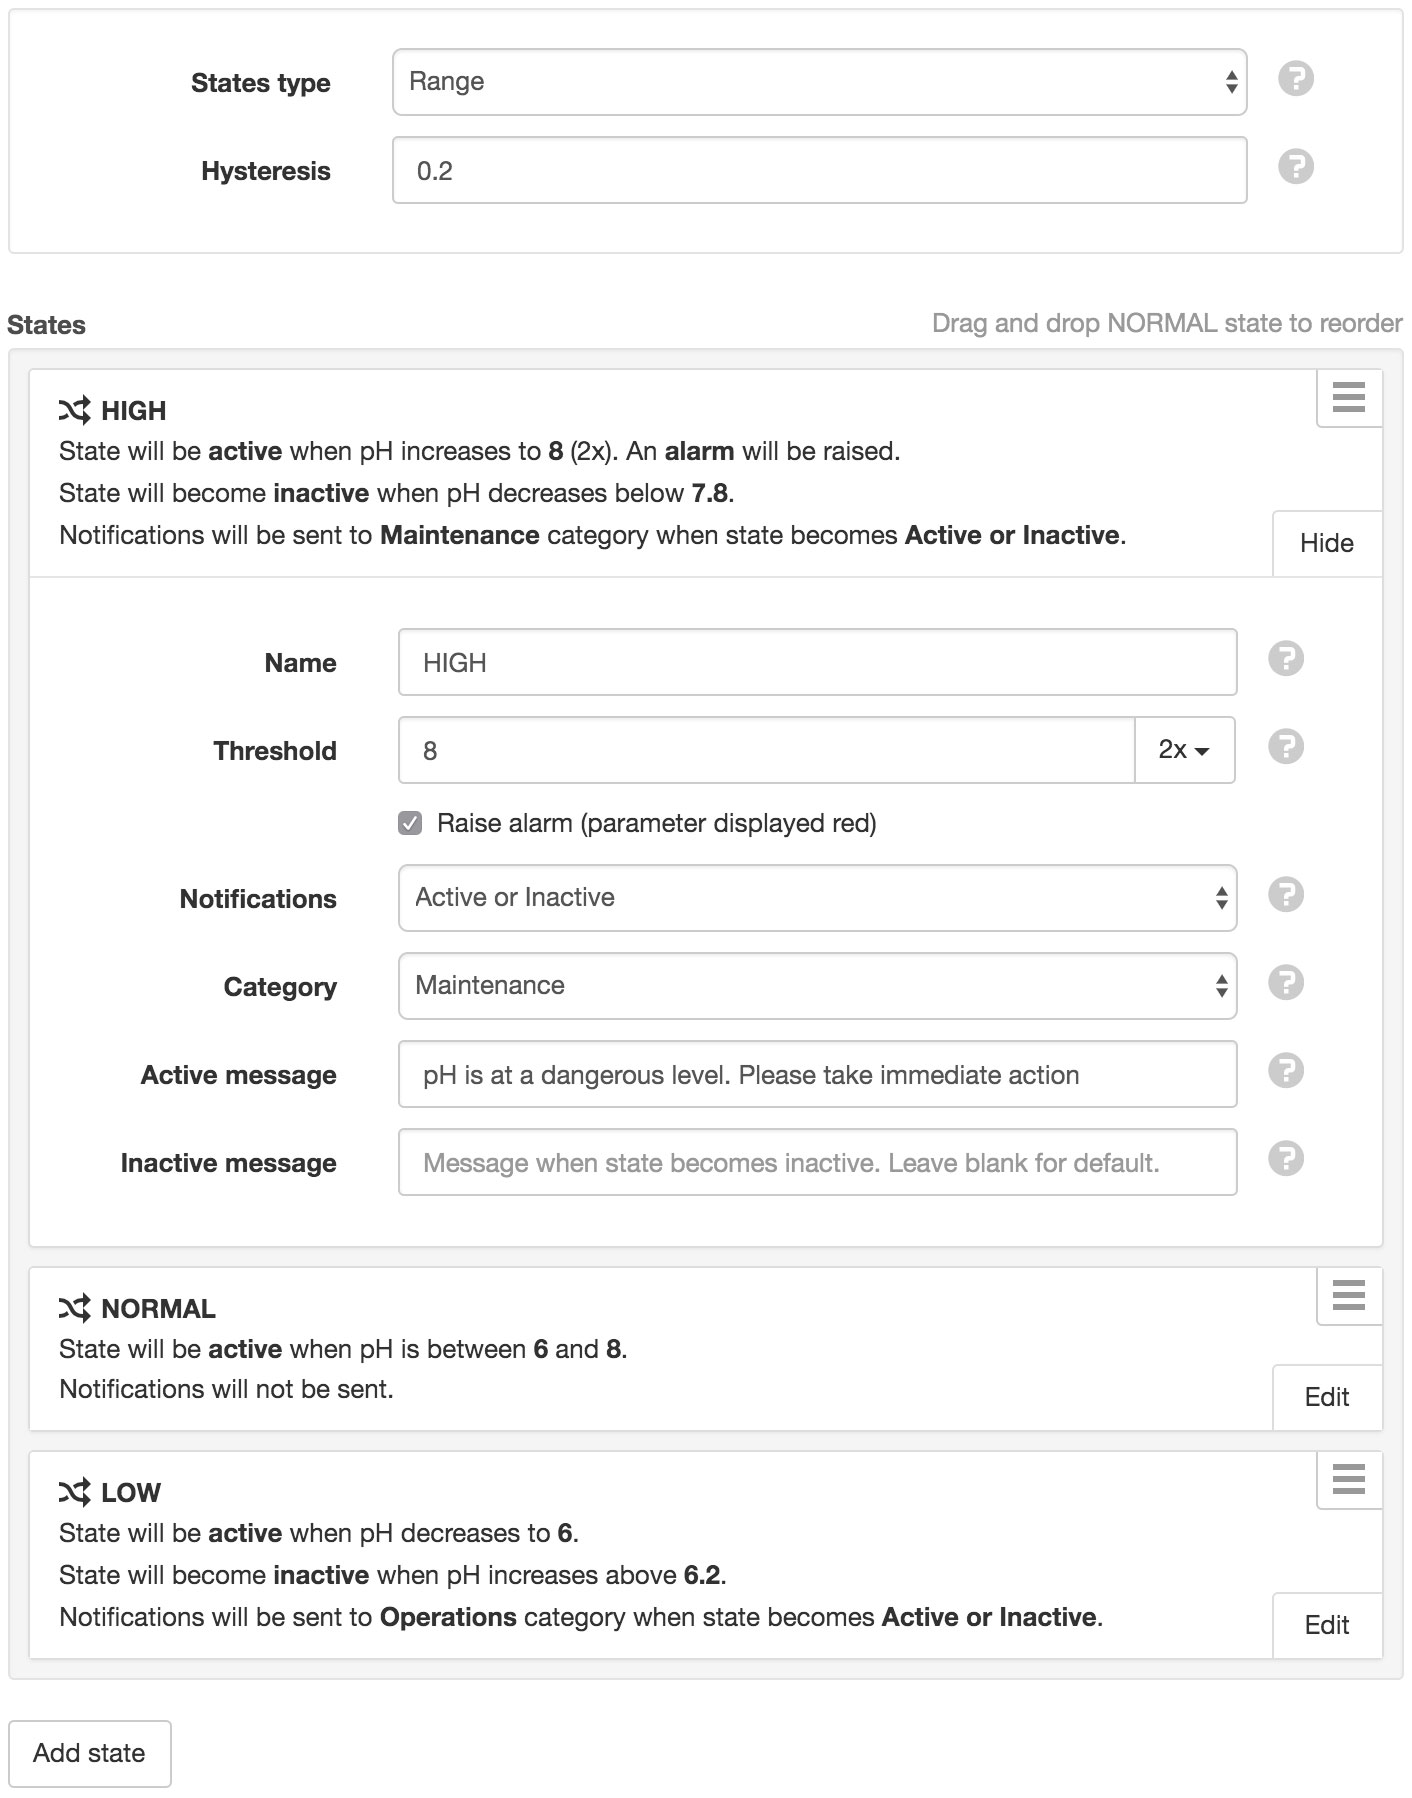 States type Range ?
Hysteresis 0.2 ?
States Drag and drop NORMAL state to reorder
HIGH
State will be active when pH increases to 8 (2x). An alarm will be raised.
State will become inactive when pH decreases below 7.8.
Notifications will be sent to Maintenance category when state becomes Active or Inactive.
Hide
Name HIGH ?
Threshold 8 2x ?
Raise alarm (parameter displayed red)
Notifications Active or Inactive ?
Category Maintenance ?
Active message pH is at a dangerous level. Please take immediate action ?
Inactive message Message when state becomes inactive. Leave blank for default. ?
NORMAL
State will be active when pH is between 6 and 8.
Notifications will not be sent.
Edit
LOW
State will be active when pH decreases to 6.
State will become inactive when pH increases above 6.2.
Notifications will be sent to Operations category when state becomes Active or Inactive.
Edit
Add state